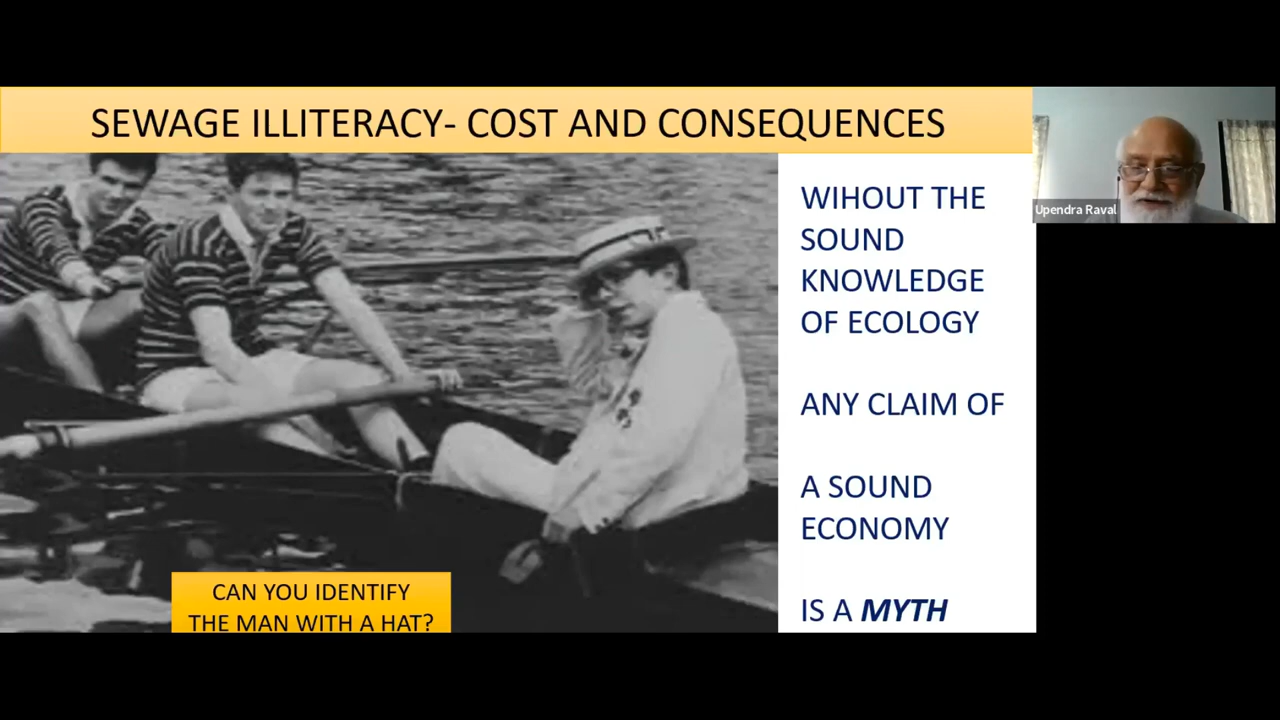 SEWAGE ILLITERACY- COST AND CONSEQUENCES
WIHOUT THE
SOUND
KNOWLEDGE
OF ECOLOGY
ANY CLAIM OF
A SOUND
ECONOMY
IS A MYTH
CAN YOU IDENTIFY
THE MAN WITH A HAT?
Upendra Raval